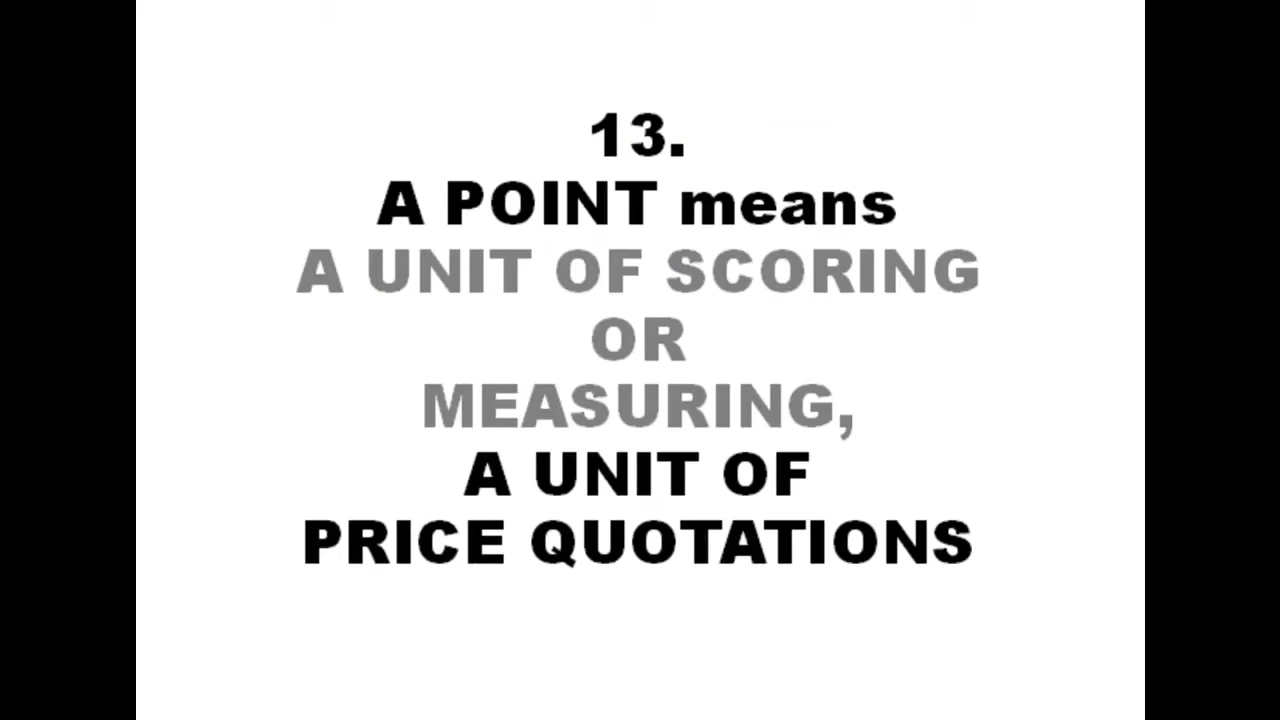 13.
A POINT means
A UNIT OF SCORING
OR
MEASURING,
A UNIT OF
PRICE QUOTATIONS